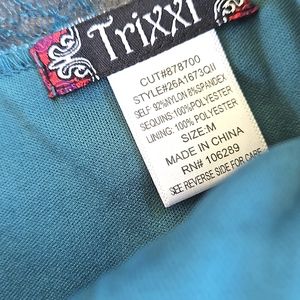 Trixxi
CUT#878700
STYLE#26A1673QII
SELF 92%NYLON 8%SPANDEX
SEQUINS:100%POLYESTER
LINING: 100% POLYESTER
SIZE:M
MADE IN CHINA
RN# 106289
SEE REVERSE SIDE FOR CARE